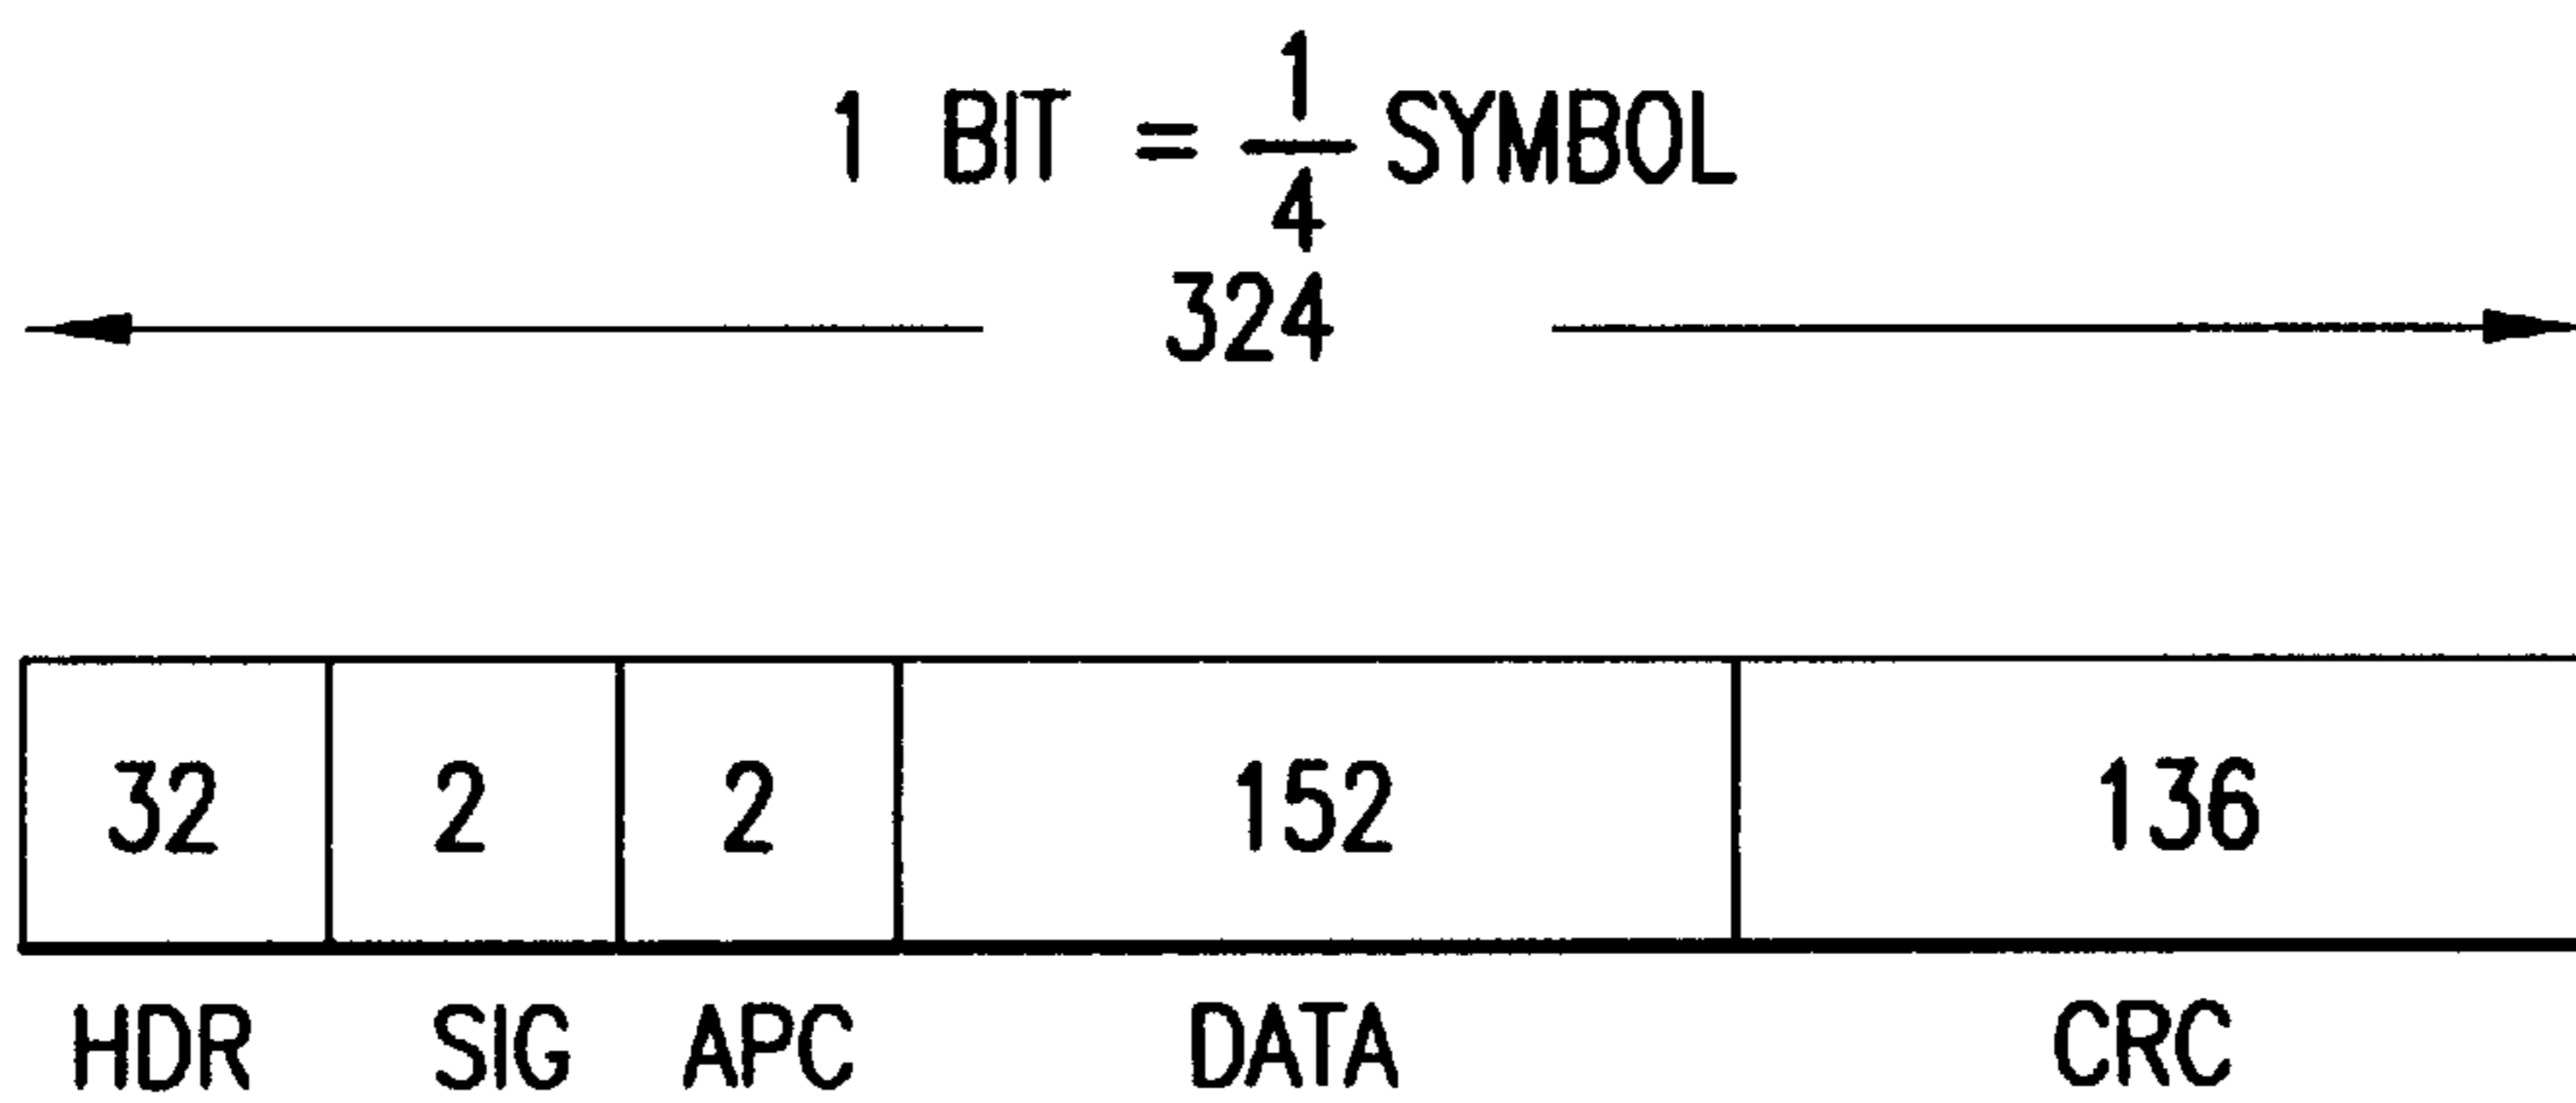 1 BIT = 1/4 SYMBOL
324
32 2 2 152 136
HDR SIG APC DATA CRC